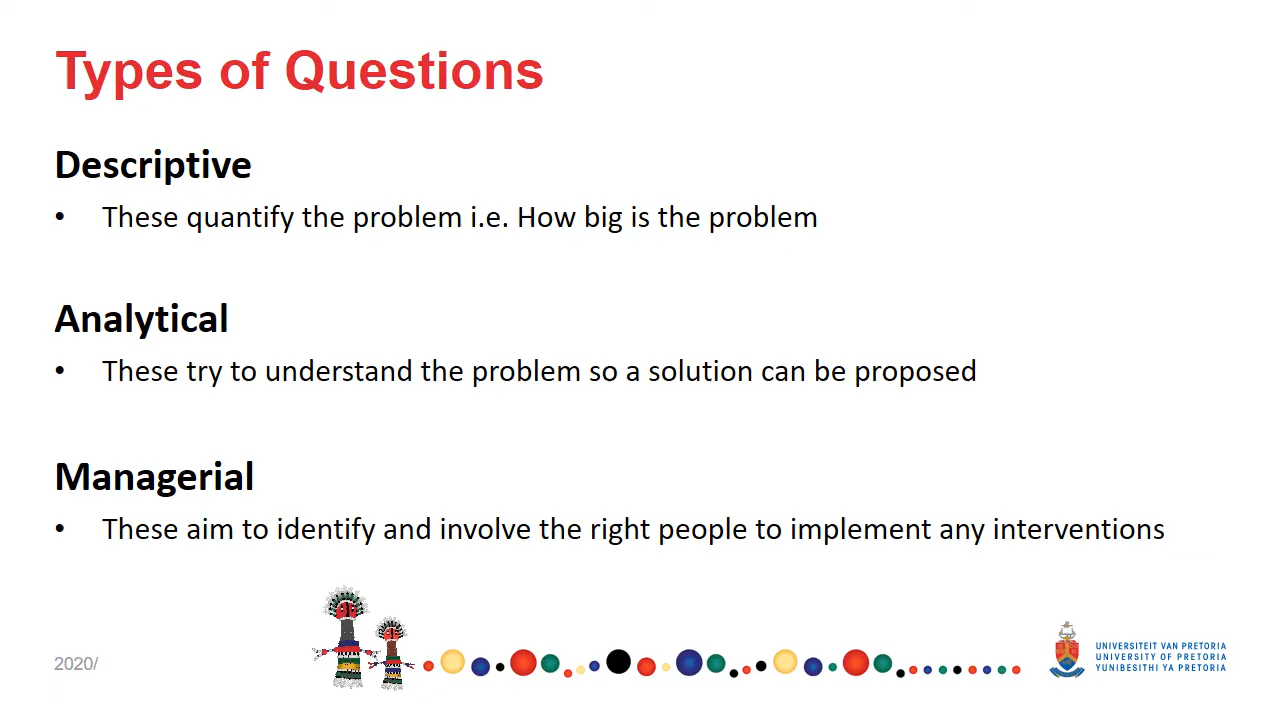 Types of Questions
Descriptive
• These quantify the problem i.e. How big is the problem
Analytical
• These try to understand the problem so a solution can be proposed
Managerial
• These aim to identify and involve the right people to implement any interventions
2020/
UNIVERSITEIT VAN PRETORIA
UNIVERSITY OF PRETORIA
YUNIBESITHI YA PRETORIA